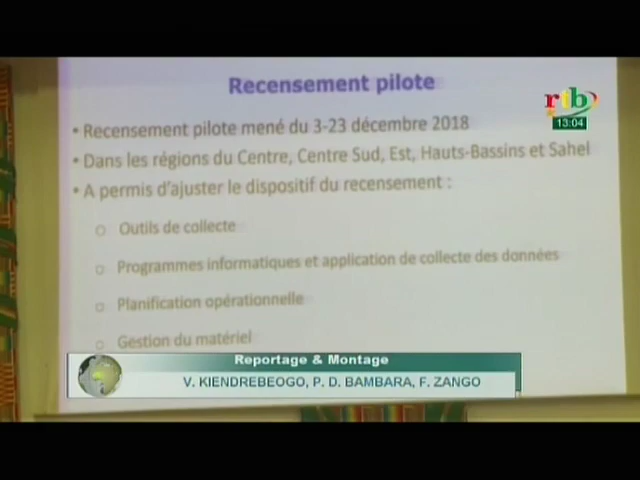 Recensement pilote
rtb
13:04
• Recensement pilote mené du 3-23 décembre 2018
• Dans les régions du Centre, Centre Sud, Est, Hauts-Bassins et Sahel
• A permis d'ajuster le dispositif du recensement :
o Outils de collecte
o Programmes informatiques et application de collecte des données
o Planification opérationnelle
o Gestion du matériel
Reportage & Montage
V. KIENDREBEOGO, P. D. BAMBARA, F. ZANGO